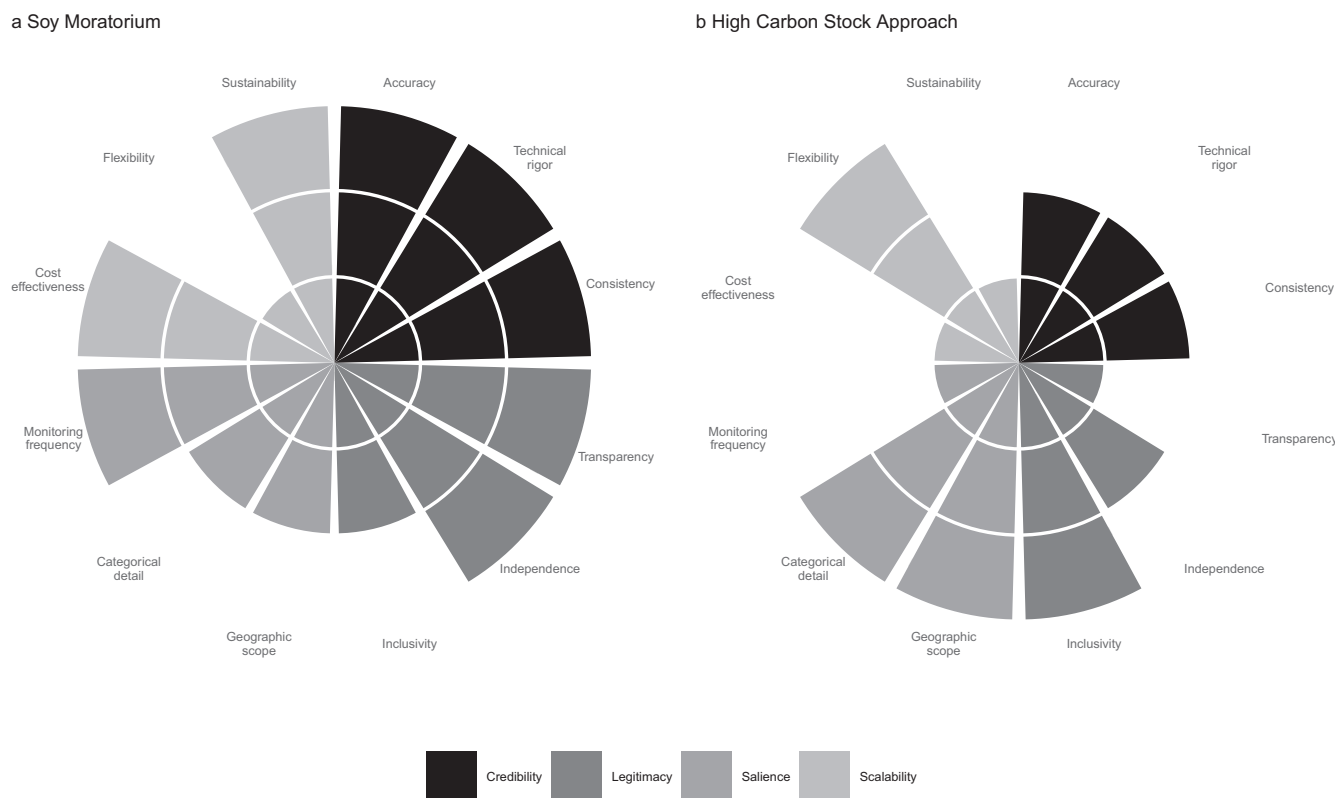 a Soy Moratorium
b High Carbon Stock Approach
Sustainability
Accuracy
Flexibility
Technical
rigor
Cost
effectiveness
Consistency
Monitoring
frequency
Transparency
Categorical
detail
Independence
Geographic
scope
Inclusivity
Sustainability
Accuracy
Flexibility
Technical
rigor
Cost
effectiveness
Consistency
Monitoring
frequency
Transparency
Categorical
detail
Independence
Geographic
scope
Inclusivity
Credibility
Legitimacy
Salience
Scalability